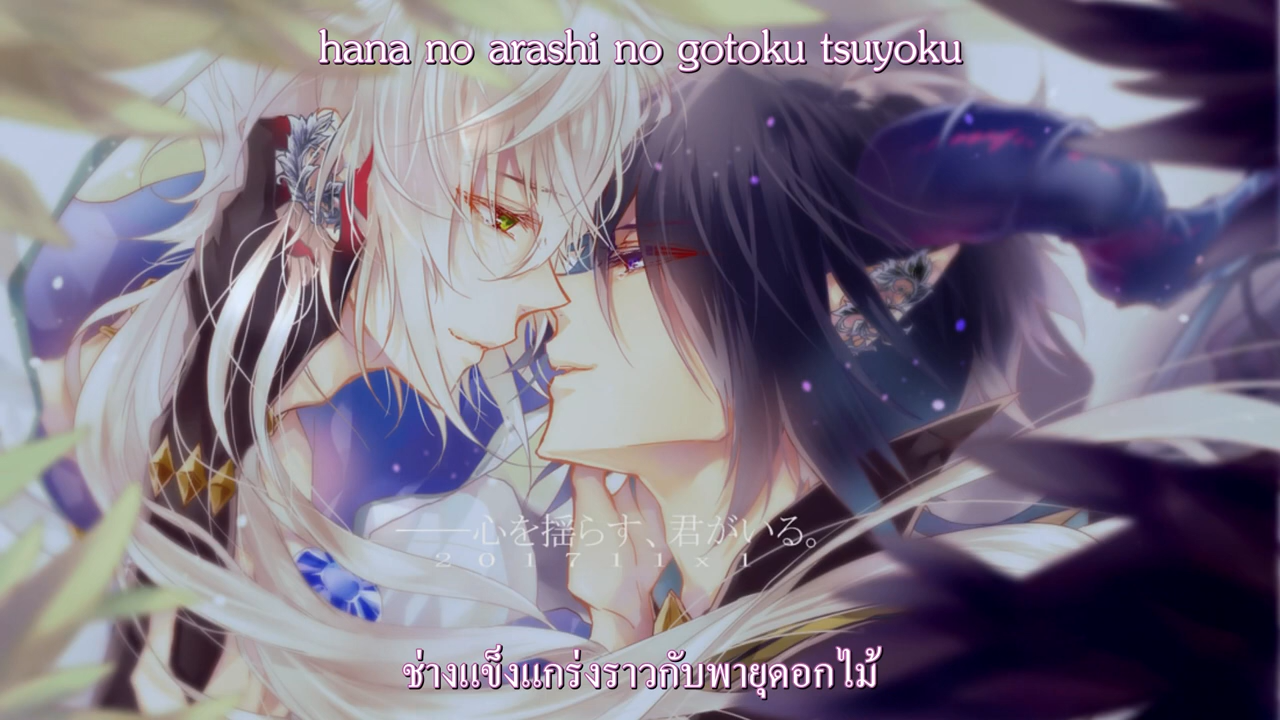 hana no arashi no gotoku tsuyoku
――心を揺らす、君がいる。
２０１７１１ｘ１
ช่างแข็งแกร่งราวกับพายุดอกไม้